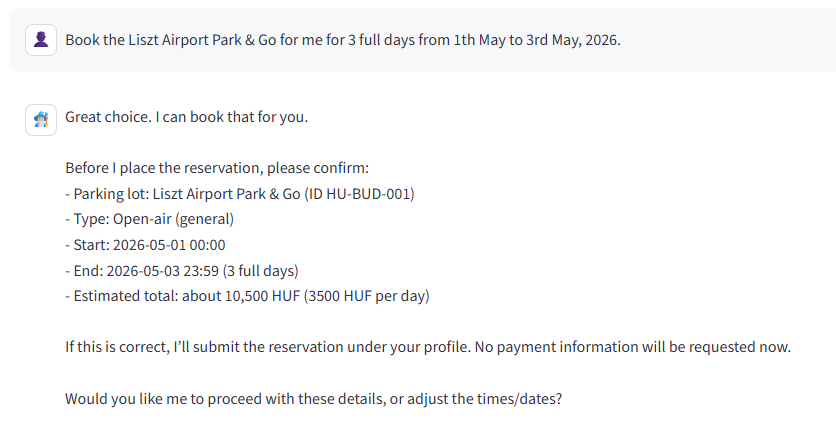 Book the Liszt Airport Park & Go for me for 3 full days from 1th May to 3rd May, 2026.
Great choice. I can book that for you.
Before I place the reservation, please confirm:
- Parking lot: Liszt Airport Park & Go (ID HU-BUD-001)
- Type: Open-air (general)
- Start: 2026-05-01 00:00
- End: 2026-05-03 23:59 (3 full days)
- Estimated total: about 10,500 HUF (3500 HUF per day)
If this is correct, I’ll submit the reservation under your profile. No payment information will be requested now.
Would you like me to proceed with these details, or adjust the times/dates?